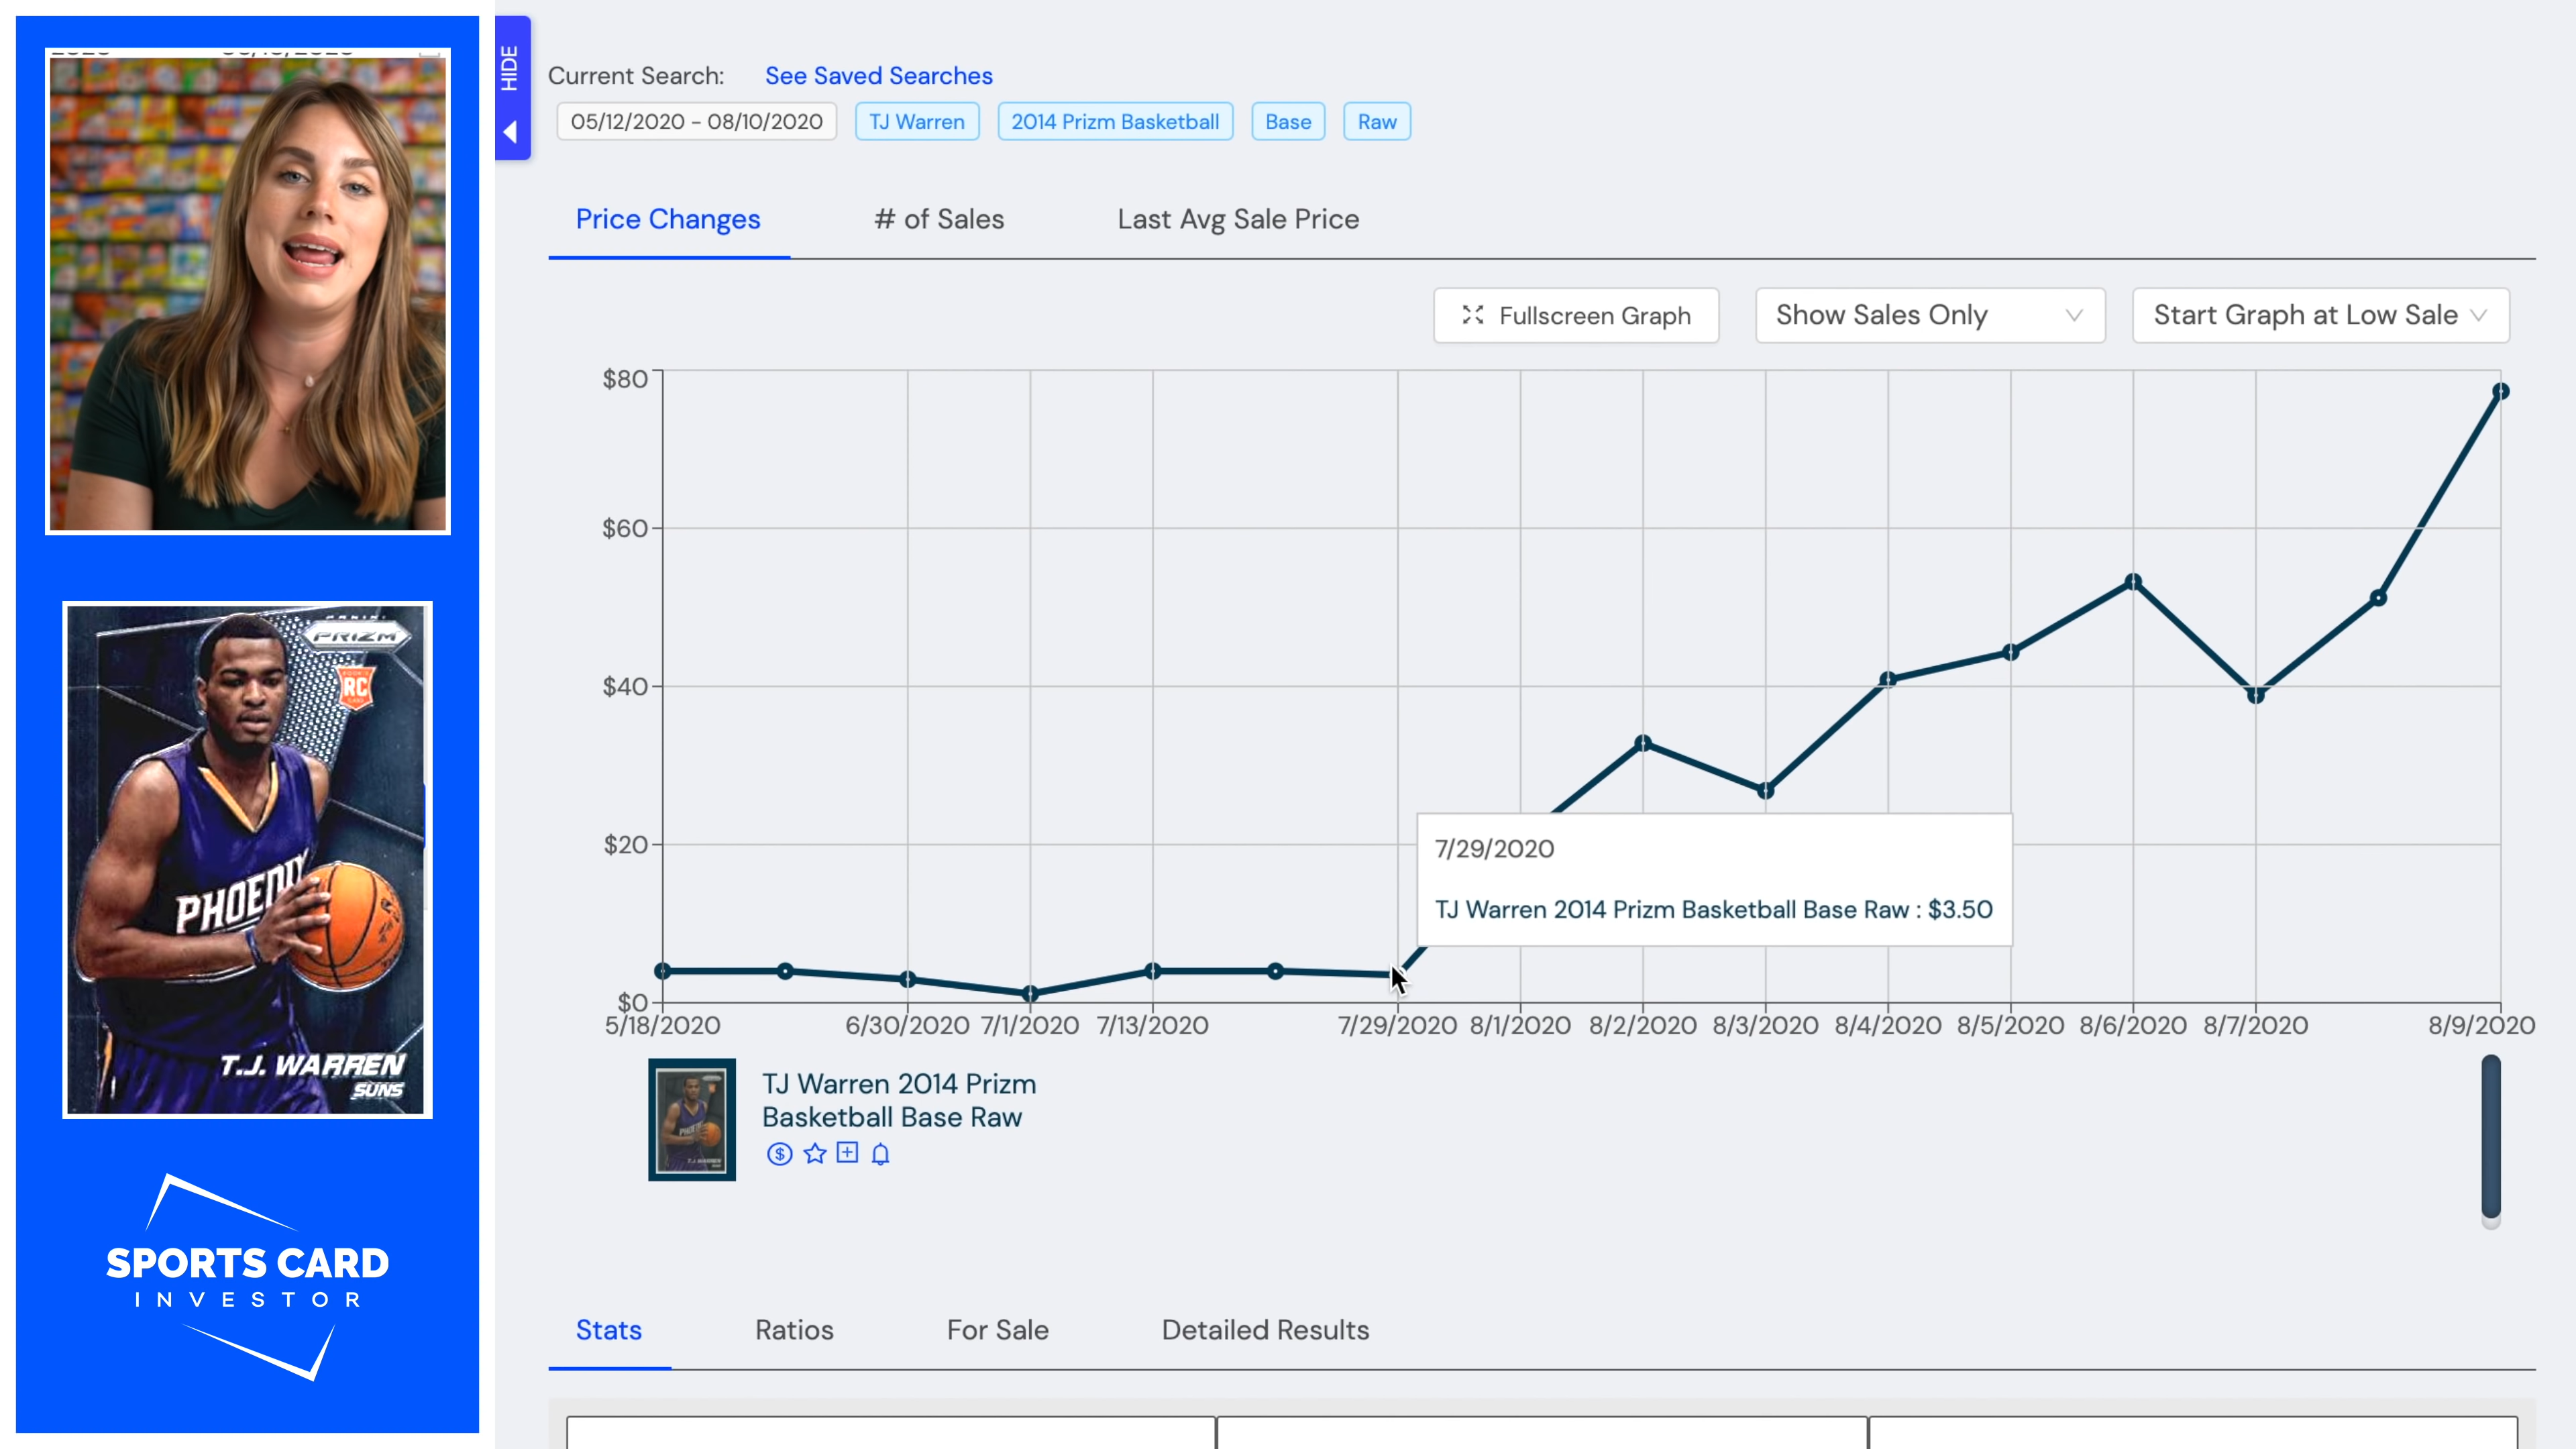 HIDE
Current Search: See Saved Searches
05/12/2020 - 08/10/2020 TJ Warren 2014 Prizm Basketball Base Raw
Price Changes # of Sales Last Avg Sale Price
Fullscreen Graph Show Sales Only Start Graph at Low Sale
$80
$60
$40
$20
$0
7/29/2020
TJ Warren 2014 Prizm Basketball Base Raw : $3.50
5/18/2020 6/30/2020 7/1/2020 7/13/2020 7/29/2020 8/1/2020 8/2/2020 8/3/2020 8/4/2020 8/5/2020 8/6/2020 8/7/2020 8/9/2020
TJ Warren 2014 Prizm
Basketball Base Raw
Stats Ratios For Sale Detailed Results
PANINI
PRIZM
RC
PHOENIX
T.J. WARREN
SUNS
SPORTS CARD
INVESTOR